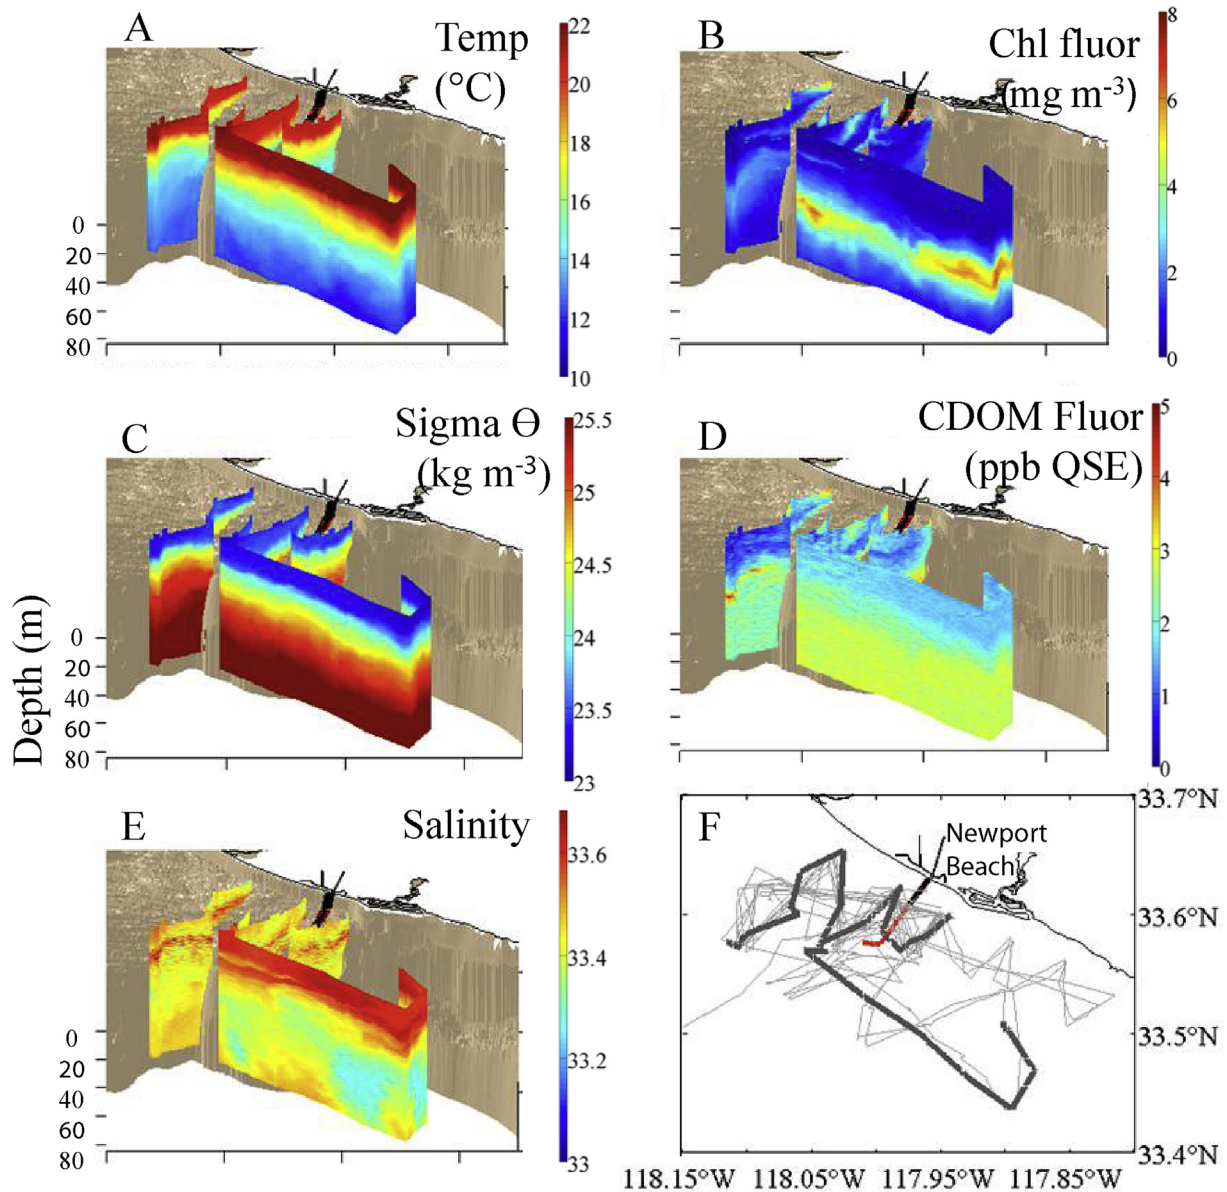 A
Temp
(°C)
22
20
18
16
14
12
10
0
20
40
60
80
B
Chl fluor
(mg m-3)
8
6
4
2
0
C
Sigma Θ
(kg m-3)
25.5
25
24.5
24
23.5
23
Depth (m)
0
20
40
60
80
D
CDOM Fluor
(ppb QSE)
5
4
3
2
1
0
E
Salinity
33.6
33.4
33.2
33
0
20
40
60
80
F
Newport
Beach
33.7°N
33.6°N
33.5°N
33.4°N
118.15°W 118.05°W 117.95°W 117.85°W